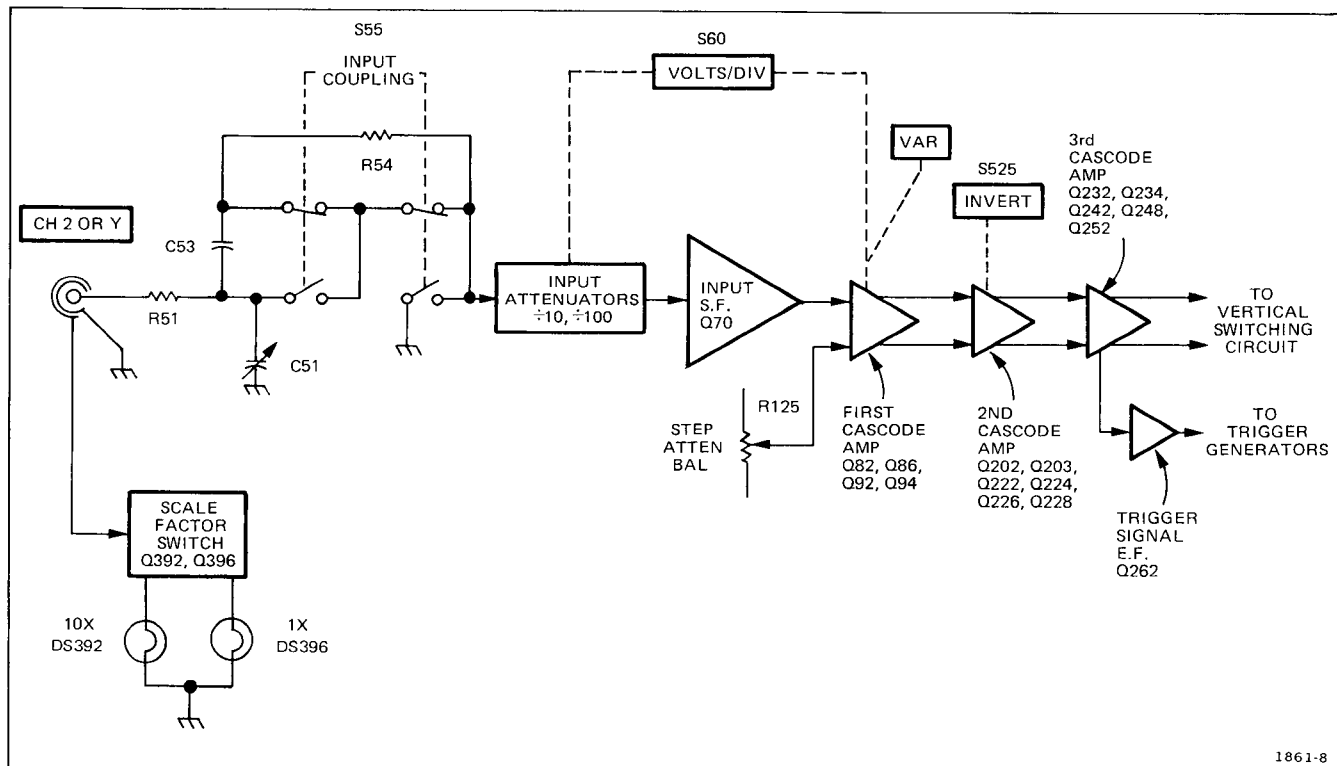 S55
INPUT
COUPLING
S60
VOLTS/DIV
R54
VAR
3rd
CASCODE
AMP
Q232, Q234,
Q242, Q248,
Q252
S525
INVERT
CH 2 OR Y
C53
R51
C51
INPUT
ATTENUATORS
÷10, ÷100
INPUT
S.F.
Q70
TO
VERTICAL
SWITCHING
CIRCUIT
R125
STEP
ATTEN
BAL
FIRST
CASCODE
AMP
Q82, Q86,
Q92, Q94
2ND
CASCODE
AMP
Q202, Q203,
Q222, Q224,
Q226, Q228
TO
TRIGGER
GENERATORS
TRIGGER
SIGNAL
E.F.
Q262
SCALE
FACTOR
SWITCH
Q392, Q396
10X
DS392
1X
DS396
1861-8